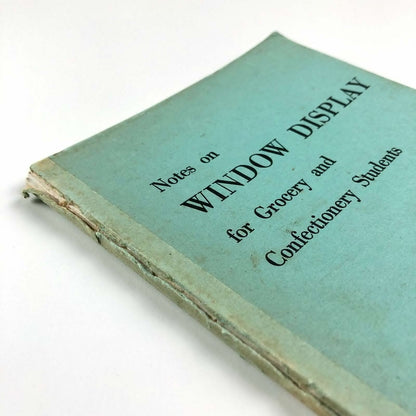 Notes on
WINDOW DISPLAY
for Grocery and
Confectionery Students